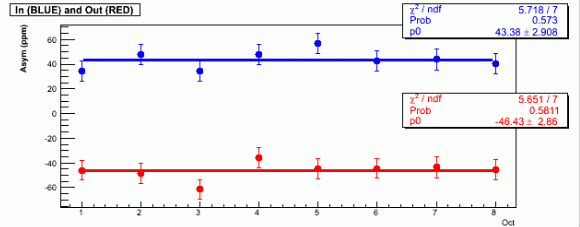 In (BLUE) and Out (RED)
χ² / ndf 5.718 / 7
Prob 0.573
p0 43.38 ± 2.908
Asym (ppm)
60
40
20
0
-20
-40
-60
χ² / ndf 5.651 / 7
Prob 0.5811
p0 -46.43 ± 2.86
1 2 3 4 5 6 7 8
Oct